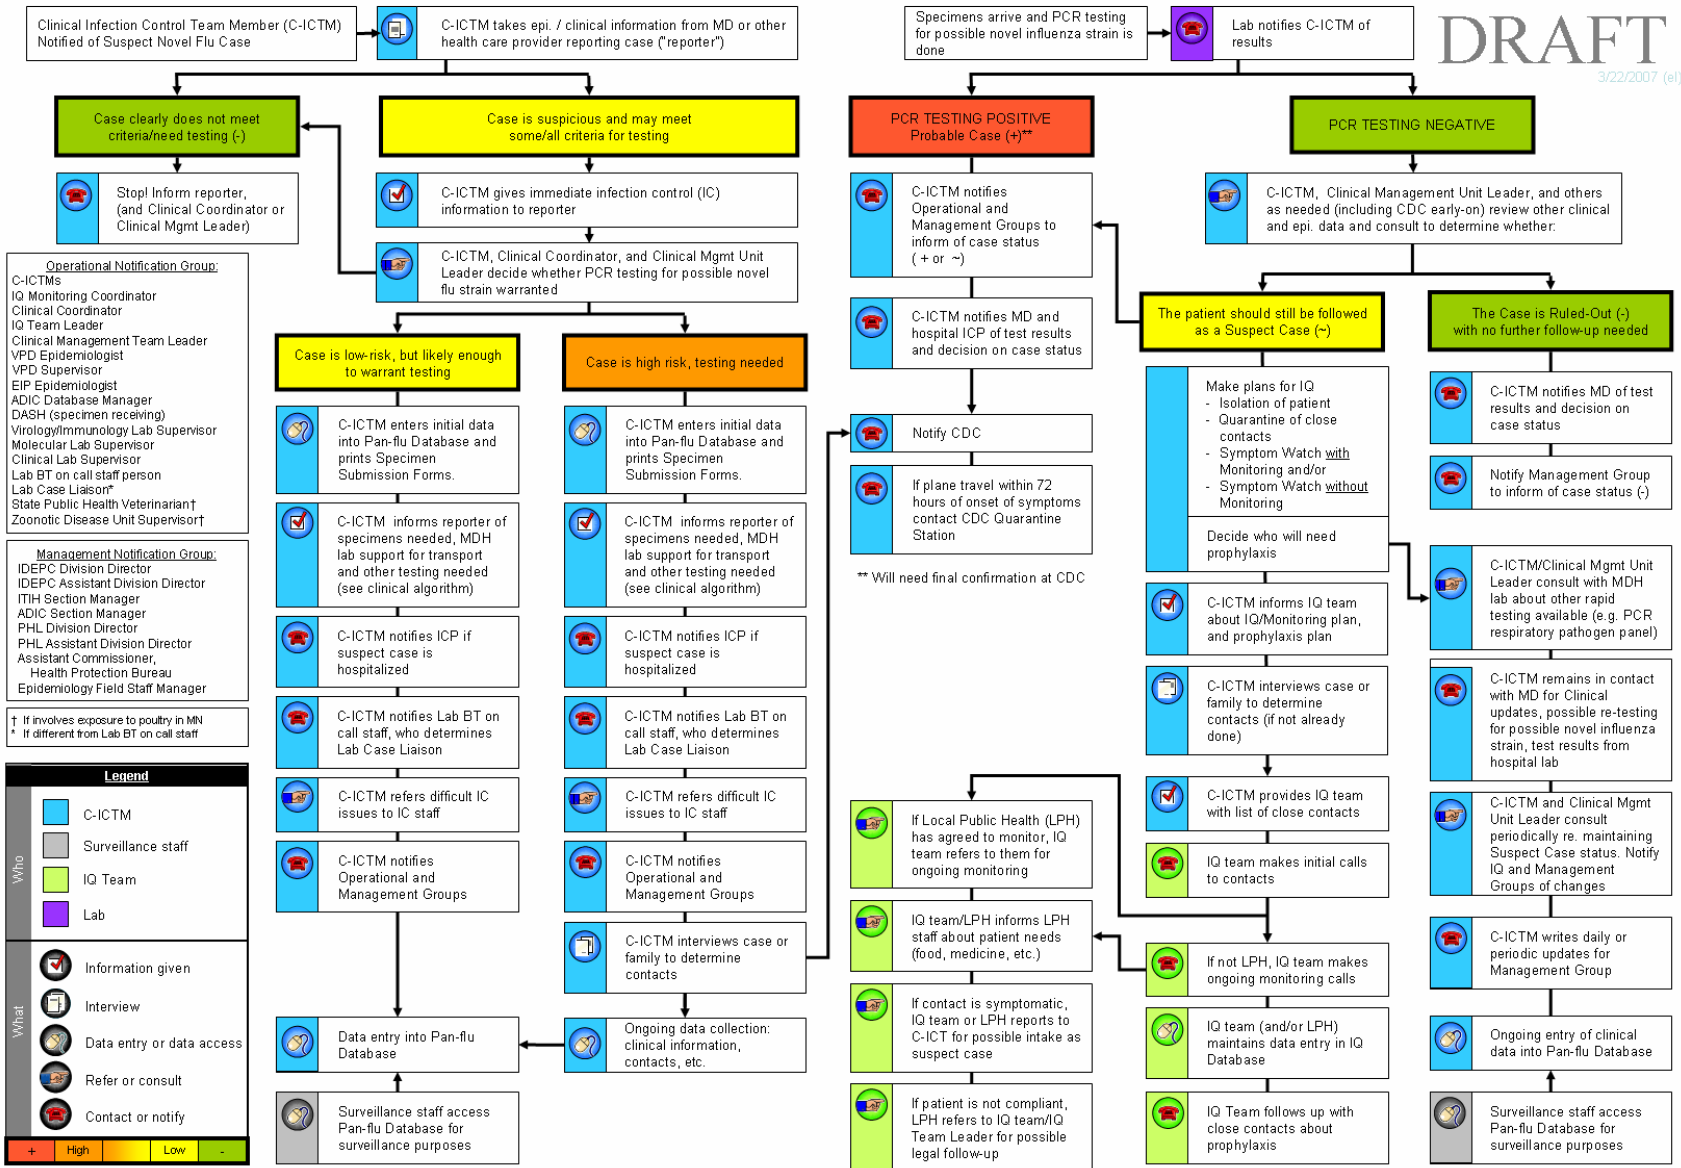 Clinical Infection Control Team Member (C-ICTM)
Notified of Suspect Novel Flu Case
C-ICTM takes epi. / clinical information from MD or other
health care provider reporting case ("reporter")
Specimens arrive and PCR testing
for possible novel influenza strain is
done
Lab notifies C-ICTM of
results
DRAFT
3/22/2007 (el)
Case clearly does not meet
criteria/need testing (-)
Case is suspicious and may meet
some/all criteria for testing
PCR TESTING POSITIVE
Probable Case (+)**
PCR TESTING NEGATIVE
Stop! Inform reporter,
(and Clinical Coordinator or
Clinical Mgmt Leader)
C-ICTM gives immediate infection control (IC)
information to reporter
C-ICTM, Clinical Coordinator, and Clinical Mgmt Unit
Leader decide whether PCR testing for possible novel
flu strain warranted
C-ICTM notifies
Operational and
Management Groups to
inform of case status
( + or ~)
C-ICTM, Clinical Management Unit Leader, and others
as needed (including CDC early-on) review other clinical
and epi. data and consult to determine whether:
Operational Notification Group:
C-ICTMs
IQ Monitoring Coordinator
Clinical Coordinator
IQ Team Leader
Clinical Management Team Leader
VPD Epidemiologist
VPD Supervisor
EIP Epidemiologist
ADIC Database Manager
DASH (specimen receiving)
Virology/Immunology Lab Supervisor
Molecular Lab Supervisor
Clinical Lab Supervisor
Lab BT on call staff person
Lab Case Liaison*
State Public Health Veterinarian†
Zoonotic Disease Unit Supervisor†
Management Notification Group:
IDEPC Division Director
IDEPC Assistant Division Director
ITIH Section Manager
ADIC Section Manager
PHL Division Director
PHL Assistant Division Director
Assistant Commissioner,
Health Protection Bureau
Epidemiology Field Staff Manager
† If involves exposure to poultry in MN
* If different from Lab BT on call staff
Legend
Who
C-ICTM
Surveillance staff
IQ Team
Lab
What
Information given
Interview
Data entry or data access
Refer or consult
Contact or notify
+ High Low -
Case is low-risk, but likely enough
to warrant testing
C-ICTM enters initial data
into Pan-flu Database and
prints Specimen
Submission Forms.
C-ICTM informs reporter of
specimens needed, MDH
lab support for transport
and other testing needed
(see clinical algorithm)
C-ICTM notifies ICP if
suspect case is
hospitalized
C-ICTM notifies Lab BT on
call staff, who determines
Lab Case Liaison
C-ICTM refers difficult IC
issues to IC staff
C-ICTM notifies
Operational and
Management Groups
Data entry into Pan-flu
Database
Surveillance staff access
Pan-flu Database for
surveillance purposes
Case is high risk, testing needed
C-ICTM enters initial data
into Pan-flu Database and
prints Specimen
Submission Forms.
C-ICTM informs reporter of
specimens needed, MDH
lab support for transport
and other testing needed
(see clinical algorithm)
C-ICTM notifies ICP if
suspect case is
hospitalized
C-ICTM notifies Lab BT on
call staff, who determines
Lab Case Liaison
C-ICTM refers difficult IC
issues to IC staff
C-ICTM notifies
Operational and
Management Groups
C-ICTM interviews case or
family to determine
contacts
Ongoing data collection:
clinical information,
contacts, etc.
C-ICTM notifies MD and
hospital ICP of test results
and decision on case status
Notify CDC
If plane travel within 72
hours of onset of symptoms
contact CDC Quarantine
Station
** Will need final confirmation at CDC
If Local Public Health (LPH)
has agreed to monitor, IQ
team refers to them for
ongoing monitoring
IQ team/LPH informs LPH
staff about patient needs
(food, medicine, etc.)
If contact is symptomatic,
IQ team or LPH reports to
C-ICT for possible intake as
suspect case
If patient is not compliant,
LPH refers to IQ team/IQ
Team Leader for possible
legal follow-up
The patient should still be followed
as a Suspect Case (~)
Make plans for IQ
- Isolation of patient
- Quarantine of close
contacts
- Symptom Watch with
Monitoring and/or
- Symptom Watch without
Monitoring
Decide who will need
prophylaxis
C-ICTM informs IQ team
about IQ/Monitoring plan,
and prophylaxis plan
C-ICTM interviews case or
family to determine
contacts (if not already
done)
C-ICTM provides IQ team
with list of close contacts
IQ team makes initial calls
to contacts
If not LPH, IQ team makes
ongoing monitoring calls
IQ team (and/or LPH)
maintains data entry in IQ
Database
IQ Team follows up with
close contacts about
prophylaxis
The Case is Ruled-Out (-)
with no further follow-up needed
C-ICTM notifies MD of test
results and decision on
case status
Notify Management Group
to inform of case status (-)
C-ICTM/Clinical Mgmt Unit
Leader consult with MDH
lab about other rapid
testing available (e.g. PCR
respiratory pathogen panel)
C-ICTM remains in contact
with MD for Clinical
updates, possible re-testing
for possible novel influenza
strain, test results from
hospital lab
C-ICTM and Clinical Mgmt
Unit Leader consult
periodically re. maintaining
Suspect Case status. Notify
IQ and Management
Groups of changes
C-ICTM writes daily or
periodic updates for
Management Group
Ongoing entry of clinical
data into Pan-flu Database
Surveillance staff access
Pan-flu Database for
surveillance purposes